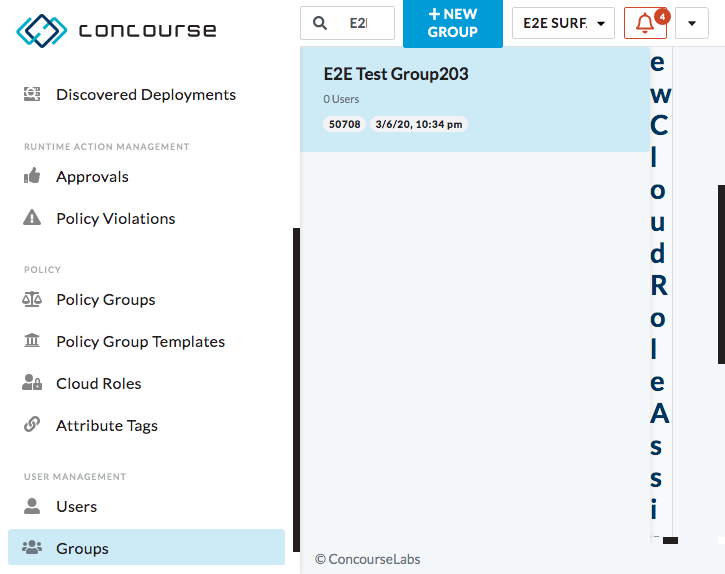 concourse
E2E
+ NEW GROUP
E2E SURF
4
Discovered Deployments
RUNTIME ACTION MANAGEMENT
Approvals
Policy Violations
POLICY
Policy Groups
Policy Group Templates
Cloud Roles
Attribute Tags
USER MANAGEMENT
Users
Groups
E2E Test Group203
0 Users
50708 3/6/20, 10:34 pm
e
w
C
l
o
u
d
R
o
l
e
A
s
s
i
© ConcourseLabs